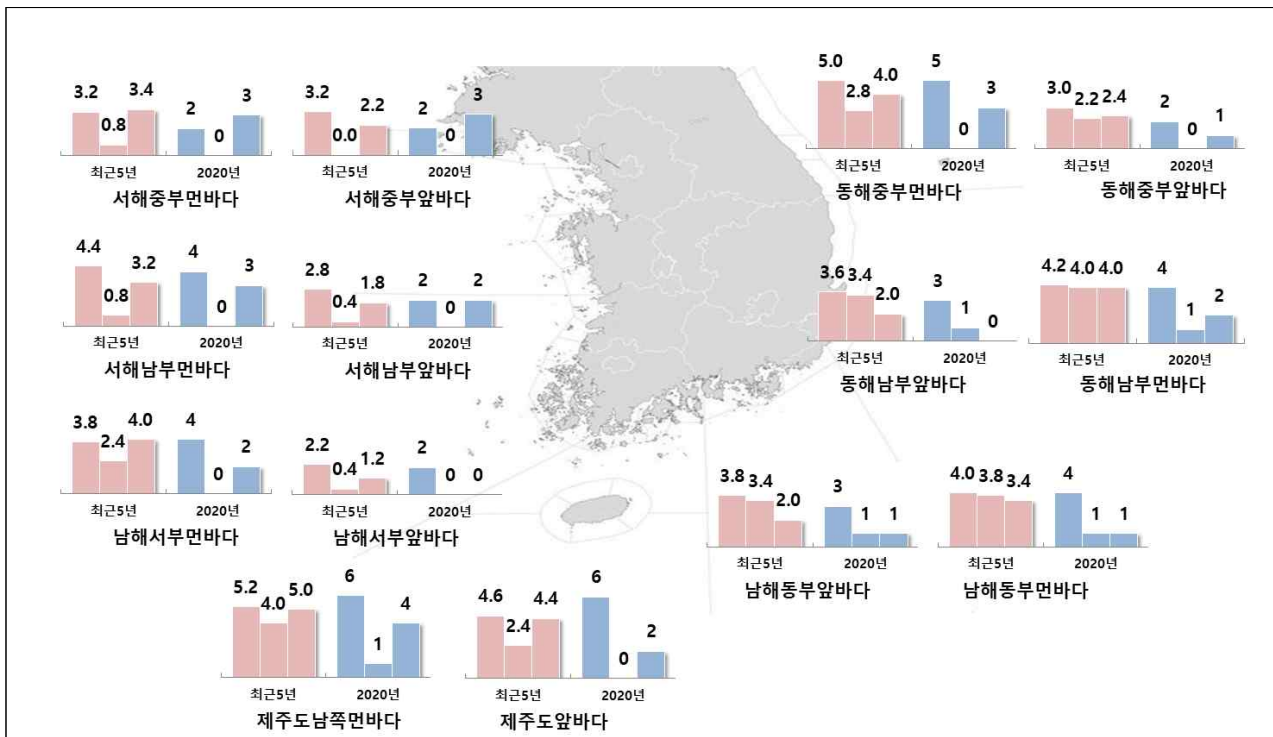 3.2 0.8 3.4 2 0 3
최근5년 2020년
서해중부먼바다
3.2 0.0 2.2 2 0 3
최근5년 2020년
서해중부앞바다
5.0 2.8 4.0 5 0 3
최근5년 2020년
동해중부먼바다
3.0 2.2 2.4 2 0 1
최근5년 2020년
동해중부앞바다
4.4 0.8 3.2 4 0 3
최근5년 2020년
서해남부먼바다
2.8 0.4 1.8 2 0 2
최근5년 2020년
서해남부앞바다
3.6 3.4 2.0 3 1 0
최근5년 2020년
동해남부앞바다
4.2 4.0 4.0 4 1 2
최근5년 2020년
동해남부먼바다
3.8 2.4 4.0 4 0 2
최근5년 2020년
남해서부먼바다
2.2 0.4 1.2 2 0 0
최근5년 2020년
남해서부앞바다
3.8 3.4 2.0 3 1 1
최근5년 2020년
남해동부앞바다
4.0 3.8 3.4 4 1 1
최근5년 2020년
남해동부먼바다
5.2 4.0 5.0 6 1 4
최근5년 2020년
제주도남쪽먼바다
4.6 2.4 4.4 6 0 2
최근5년 2020년
제주도앞바다